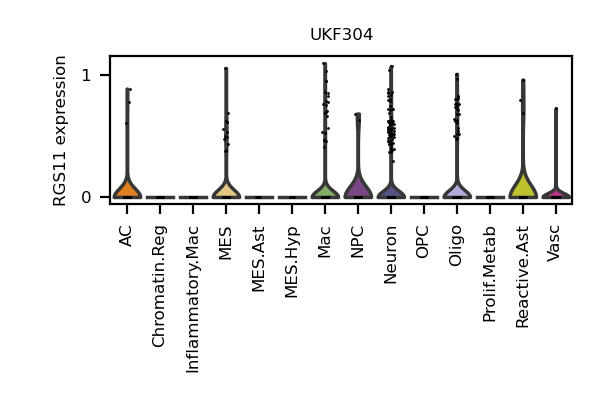 UKF304
RGS11 expression
1
0
AC
Chromatin.Reg
Inflammatory.Mac
MES
MES.Ast
MES.Hyp
Mac
NPC
Neuron
OPC
Oligo
Prolif.Metab
Reactive.Ast
Vasc